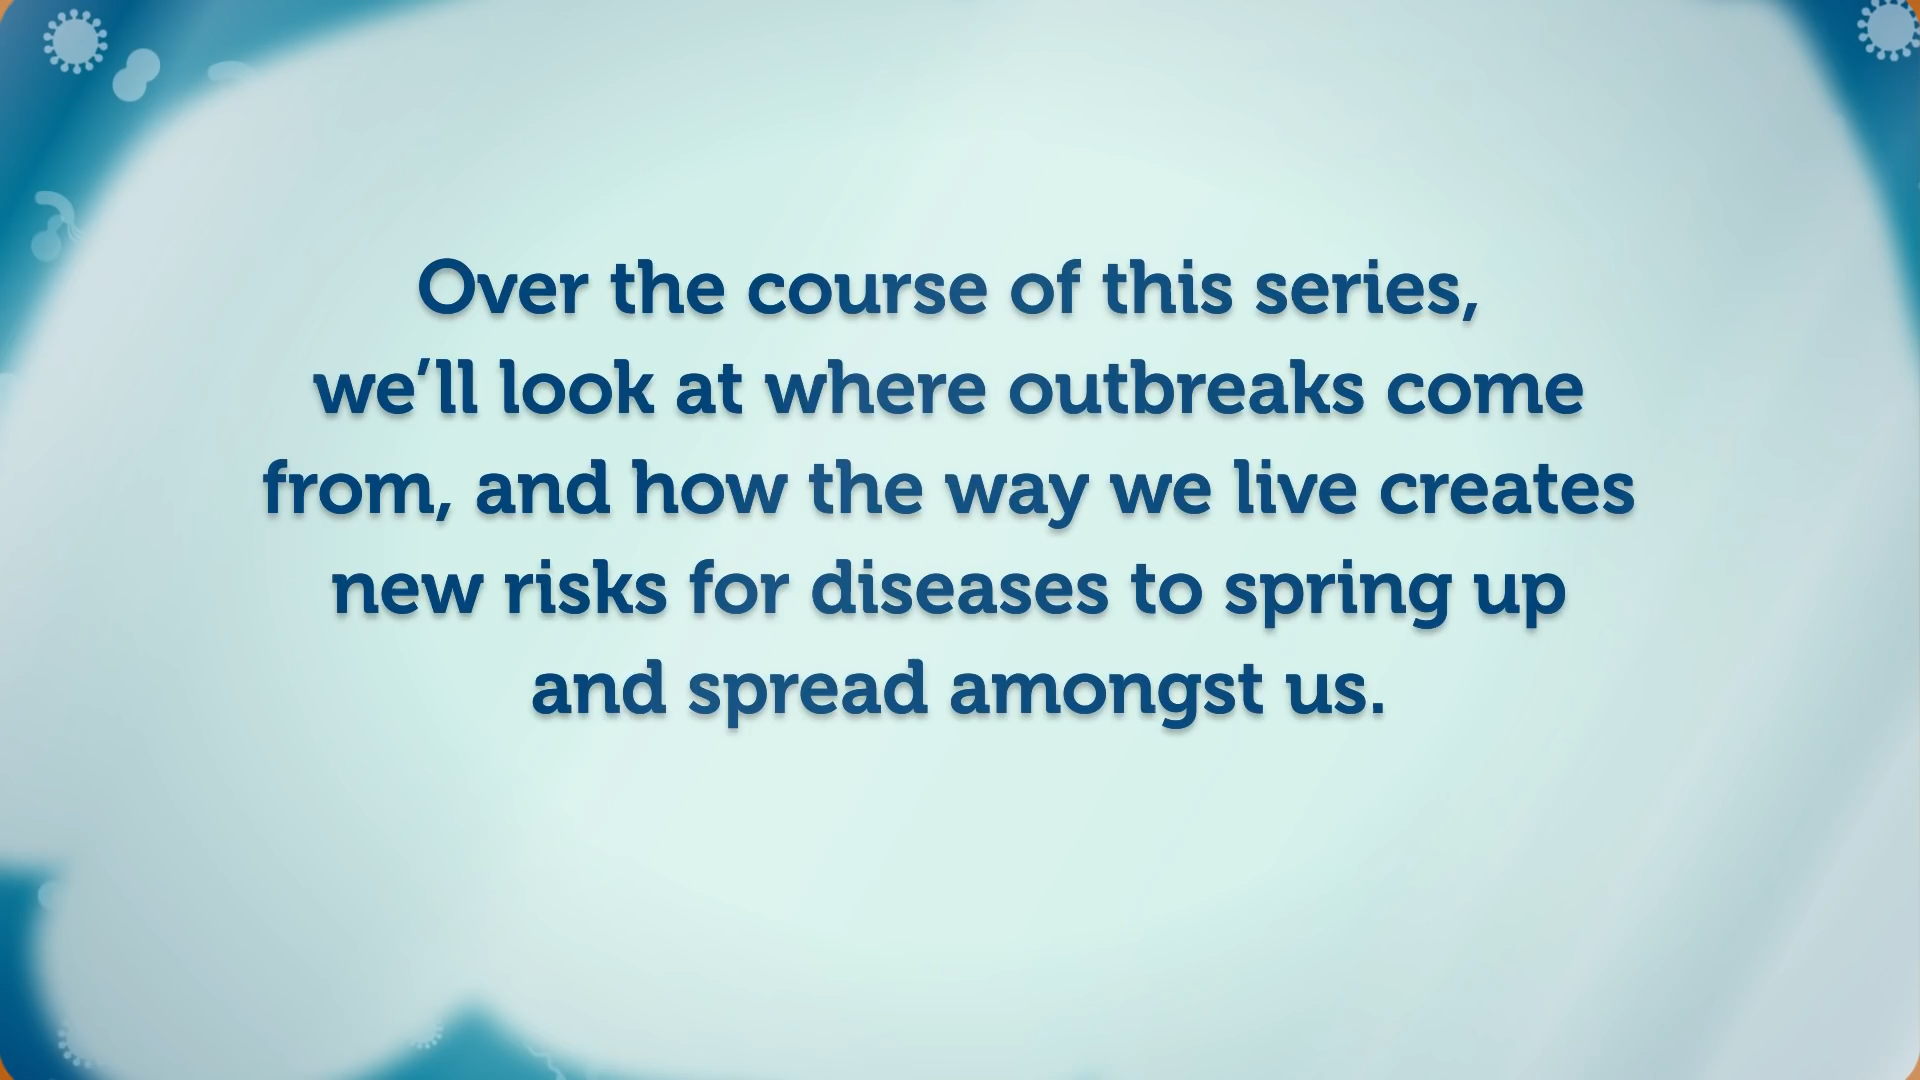 Over the course of this series,
we’ll look at where outbreaks come
from, and how the way we live creates
new risks for diseases to spring up
and spread amongst us.